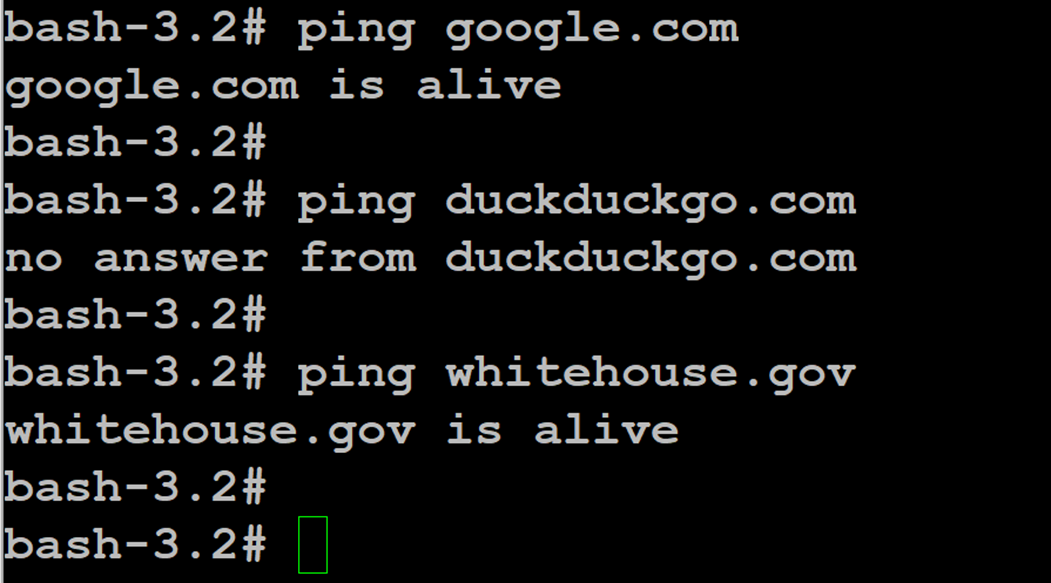 bash-3.2# ping google.com
google.com is alive
bash-3.2#
bash-3.2# ping duckduckgo.com
no answer from duckduckgo.com
bash-3.2#
bash-3.2# ping whitehouse.gov
whitehouse.gov is alive
bash-3.2#
bash-3.2#